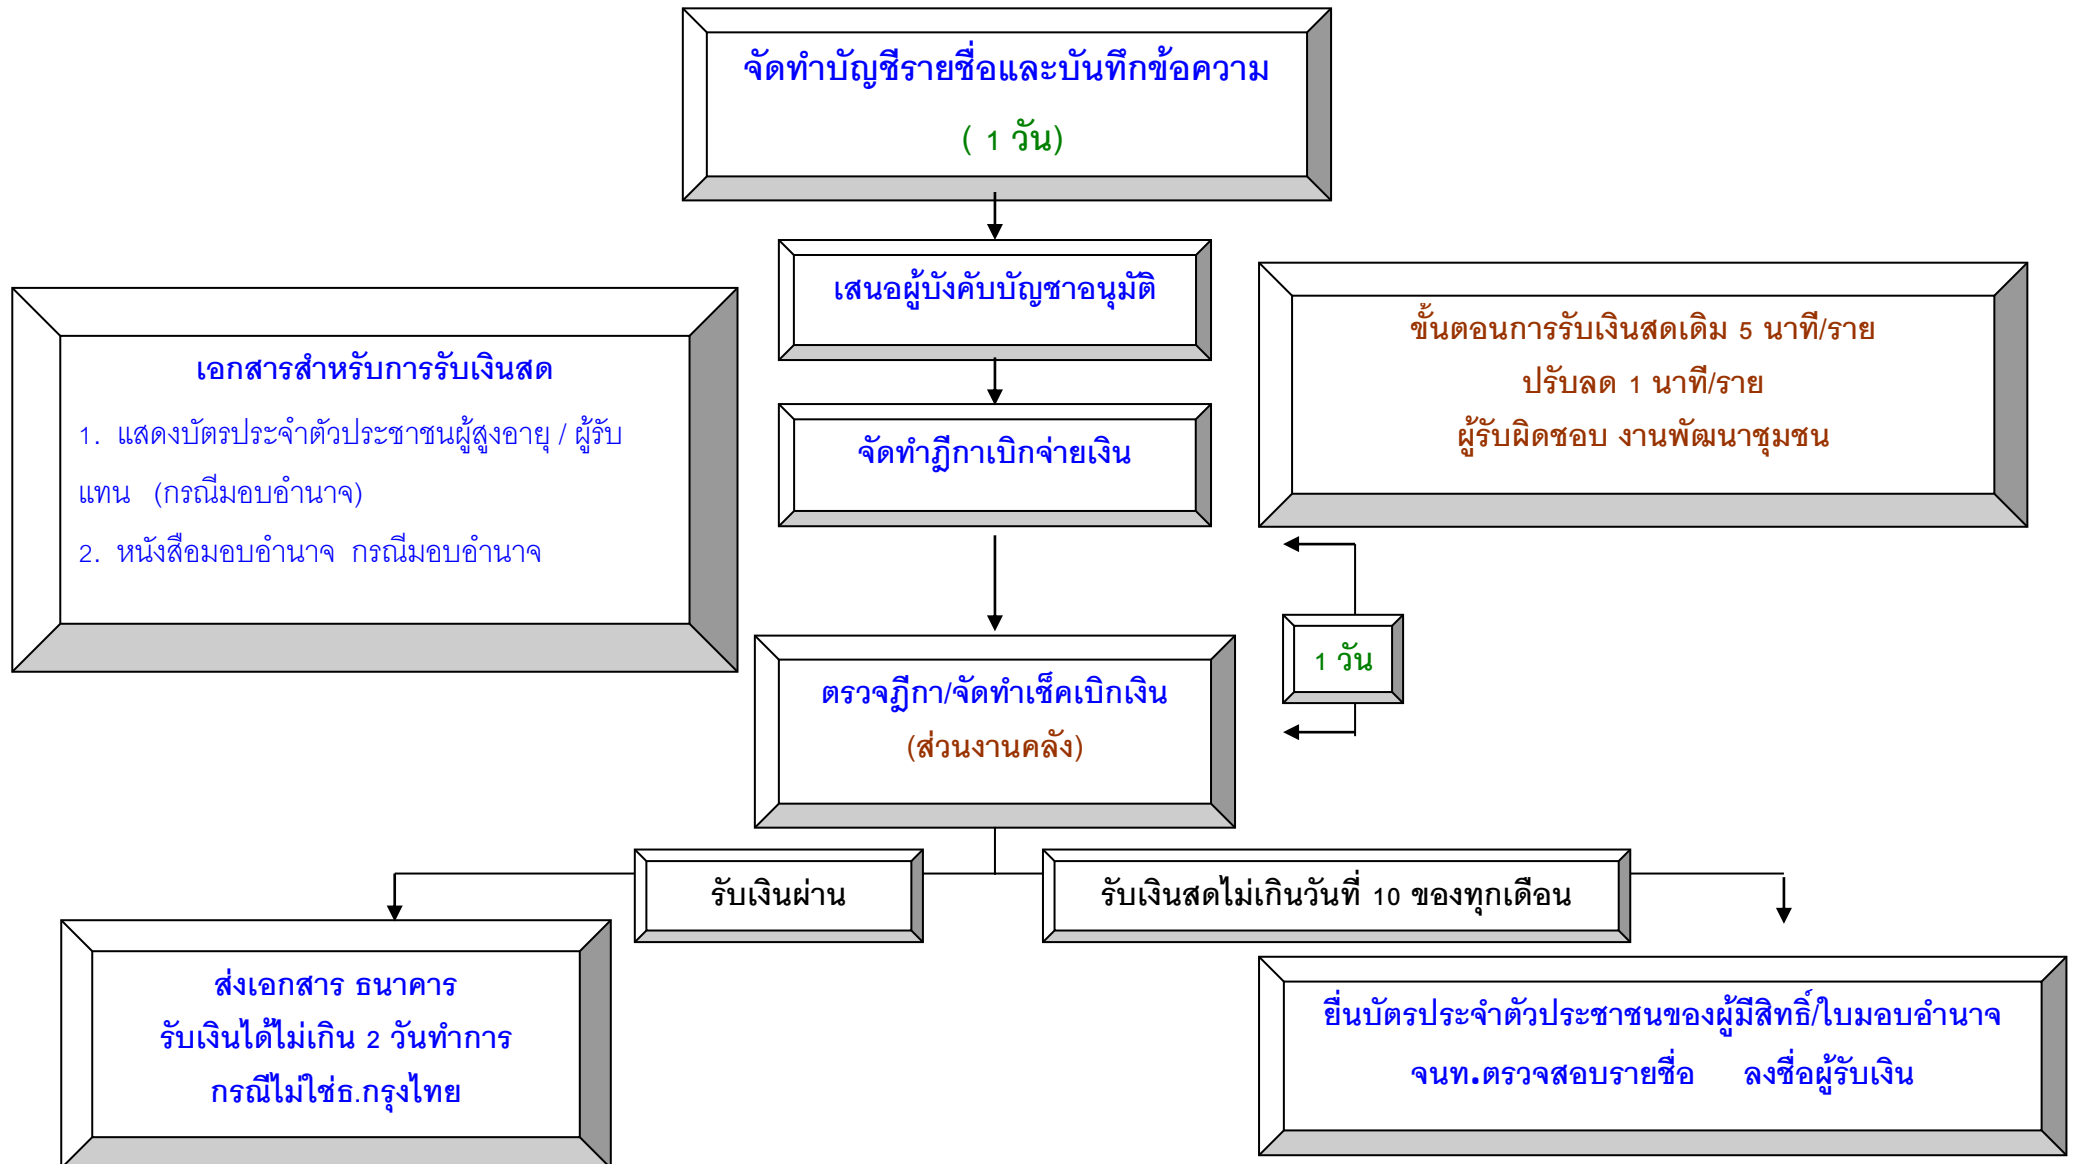 จัดทำบัญชีรายชื่อและบันทึกข้อความ
( 1 วัน)
เสนอผู้บังคับบัญชาอนุมัติ
เอกสารสำหรับการรับเงินสด
1. แสดงบัตรประจำตัวประชาชนผู้สูงอายุ / ผู้รับ
แทน (กรณีมอบอำนาจ)
2. หนังสือมอบอำนาจ กรณีมอบอำนาจ
ขั้นตอนการรับเงินสดเดิม 5 นาที/ราย
ปรับลด 1 นาที/ราย
ผู้รับผิดชอบ งานพัฒนาชุมชน
จัดทำฎีกาเบิกจ่ายเงิน
1 วัน
ตรวจฎีกา/จัดทำเช็คเบิกเงิน
(ส่วนงานคลัง)
รับเงินผ่าน
รับเงินสดไม่เกินวันที่ 10 ของทุกเดือน
ส่งเอกสาร ธนาคาร
รับเงินได้ไม่เกิน 2 วันทำการ
กรณีไม่ใช่ธ.กรุงไทย
ยื่นบัตรประจำตัวประชาชนของผู้มีสิทธิ์/ใบมอบอำนาจ
จนท.ตรวจสอบรายชื่อ ลงชื่อผู้รับเงิน